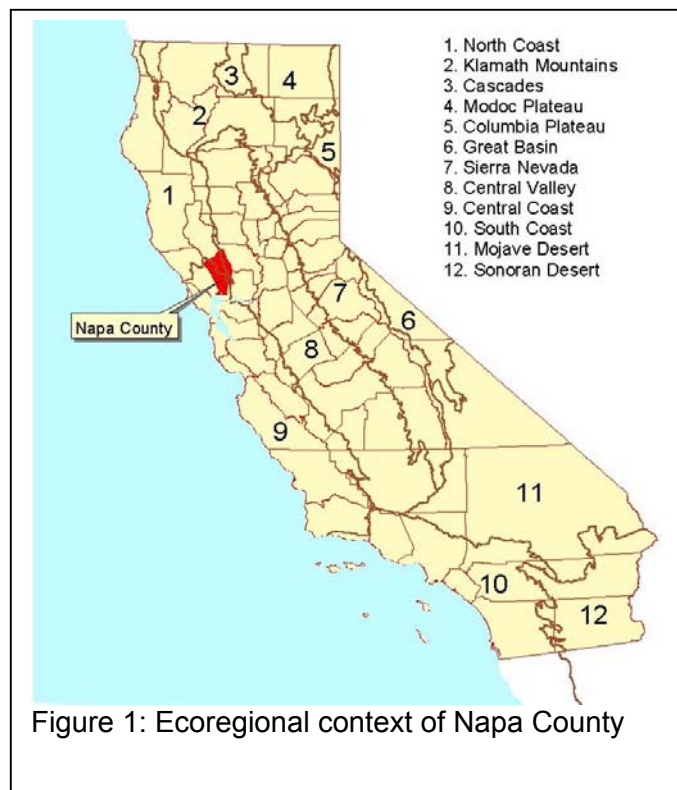 1. North Coast
2. Klamath Mountains
3. Cascades
4. Modoc Plateau
5. Columbia Plateau
6. Great Basin
7. Sierra Nevada
8. Central Valley
9. Central Coast
10. South Coast
11. Mojave Desert
12. Sonoran Desert
3
4
2
5
1
7
6
Napa County
8
9
11
10
12
Figure 1: Ecoregional context of Napa County